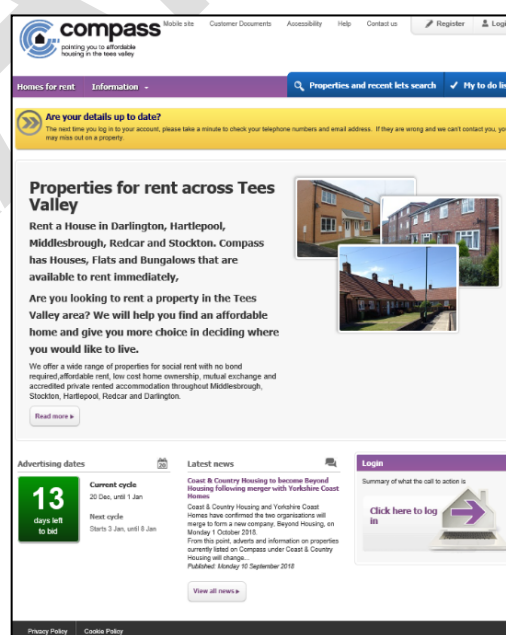 compass
pointing you to affordable
housing in the tees valley
Mobile site Customer Documents Accessibility Help Contact us Register Logi
Homes for rent Information Properties and recent lets search My to do lis
Are your details up to date?
The next time you log in to your account, please take a minute to check your telephone numbers and email address. If they are wrong and we can't contact you, yo
may miss out on a property.
Properties for rent across Tees
Valley
Rent a House in Darlington, Hartlepool,
Middlesbrough, Redcar and Stockton. Compass
has Houses, Flats and Bungalows that are
available to rent immediately,
Are you looking to rent a property in the Tees
Valley area? We will help you find an affordable
home and give you more choice in deciding where
you would like to live.
We offer a wide range of properties for social rent with no bond
required,affordable rent, low cost home ownership, mutual exchange and
accredited private rented accommodation throughout Middlesbrough,
Stockton, Hartlepool, Redcar and Darlington.
Read more
Advertising dates
20
13
days left
to bid
Current cycle
20 Dec, until 1 Jan
Next cycle
Starts 3 Jan, until 8 Jan
Latest news
Coast & Country Housing to become Beyond
Housing following merger with Yorkshire Coast
Homes
Coast & Country Housing and Yorkshire Coast
Homes have confirmed the two organisations will
merge to form a new company, Beyond Housing, on
Monday 1 October 2018.
From this point, adverts and information on properties
currently listed on Compass under Coast & Country
Housing will change...
Published: Monday 10 September 2018
View all news
Login
Summary of what the call to action is
Click here to log
in
Privacy Policy Cookie Policy